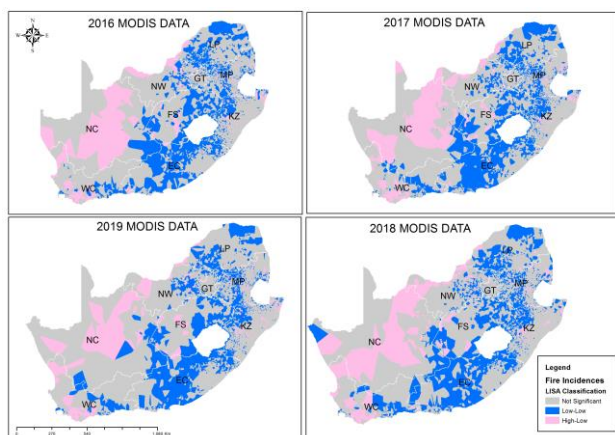 2016 MODIS DATA
N
W E
S
LP
NW GT MP
NC FS KZ
EC
WC
2017 MODIS DATA
LP
NW GT MP
NC FS KZ
EC
WC
2019 MODIS DATA
LP
NW GT MP
NC FS KZ
EC
WC
2018 MODIS DATA
LP
NW GT MP
NC FS KZ
EC
WC
Legend
Fire Incidences
LISA Classification
Not Significant
Low-Low
High-Low